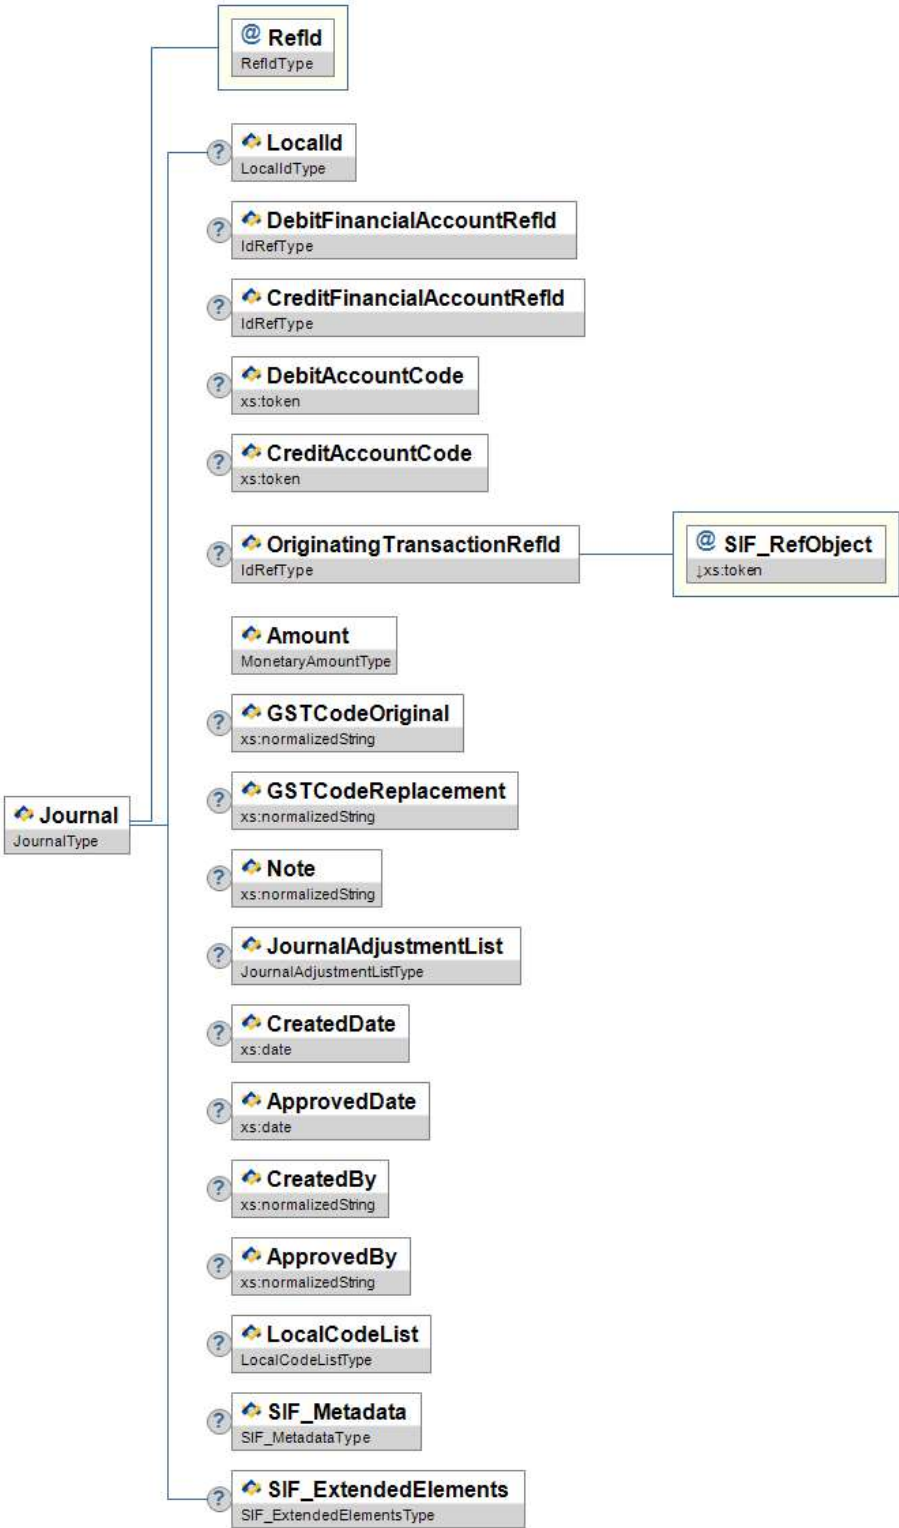 @ RefId
RefIdType
? LocalId
LocalIdType
? DebitFinancialAccountRefId
IdRefType
? CreditFinancialAccountRefId
IdRefType
? DebitAccountCode
xs:token
? CreditAccountCode
xs:token
? OriginatingTransactionRefId
IdRefType
@ SIF_RefObject
↓xs:token
Amount
MonetaryAmountType
? GSTCodeOriginal
xs:normalizedString
? GSTCodeReplacement
xs:normalizedString
Journal
JournalType
? Note
xs:normalizedString
? JournalAdjustmentList
JournalAdjustmentListType
? CreatedDate
xs:date
? ApprovedDate
xs:date
? CreatedBy
xs:normalizedString
? ApprovedBy
xs:normalizedString
? LocalCodeList
LocalCodeListType
? SIF_Metadata
SIF_MetadataType
? SIF_ExtendedElements
SIF_ExtendedElementsType